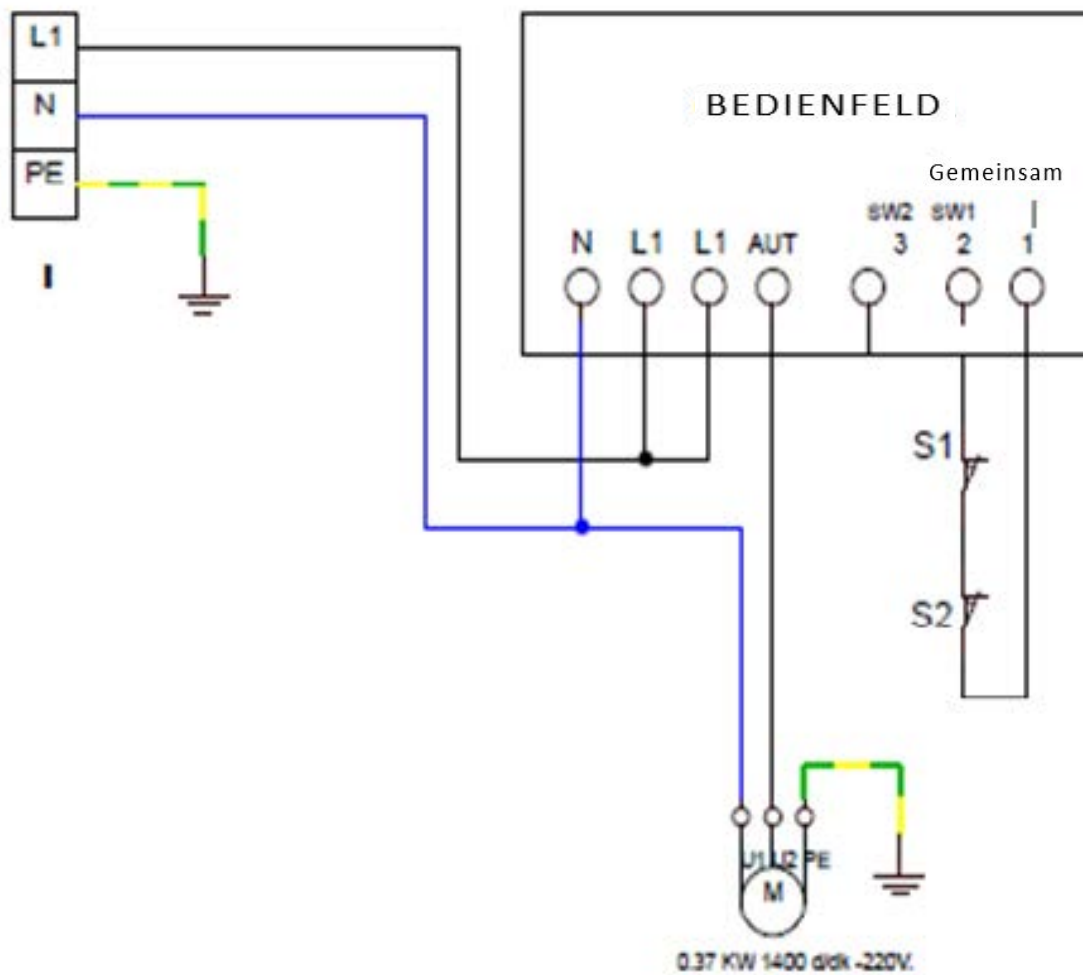 L1
N
PE
I
BEDIENFELD
Gemeinsam
SW2 SW1
N L1 L1 AUT 3 2 1
S1
S2
U1 U2 PE
M
0.37 KW 1400 d/dk -220V.